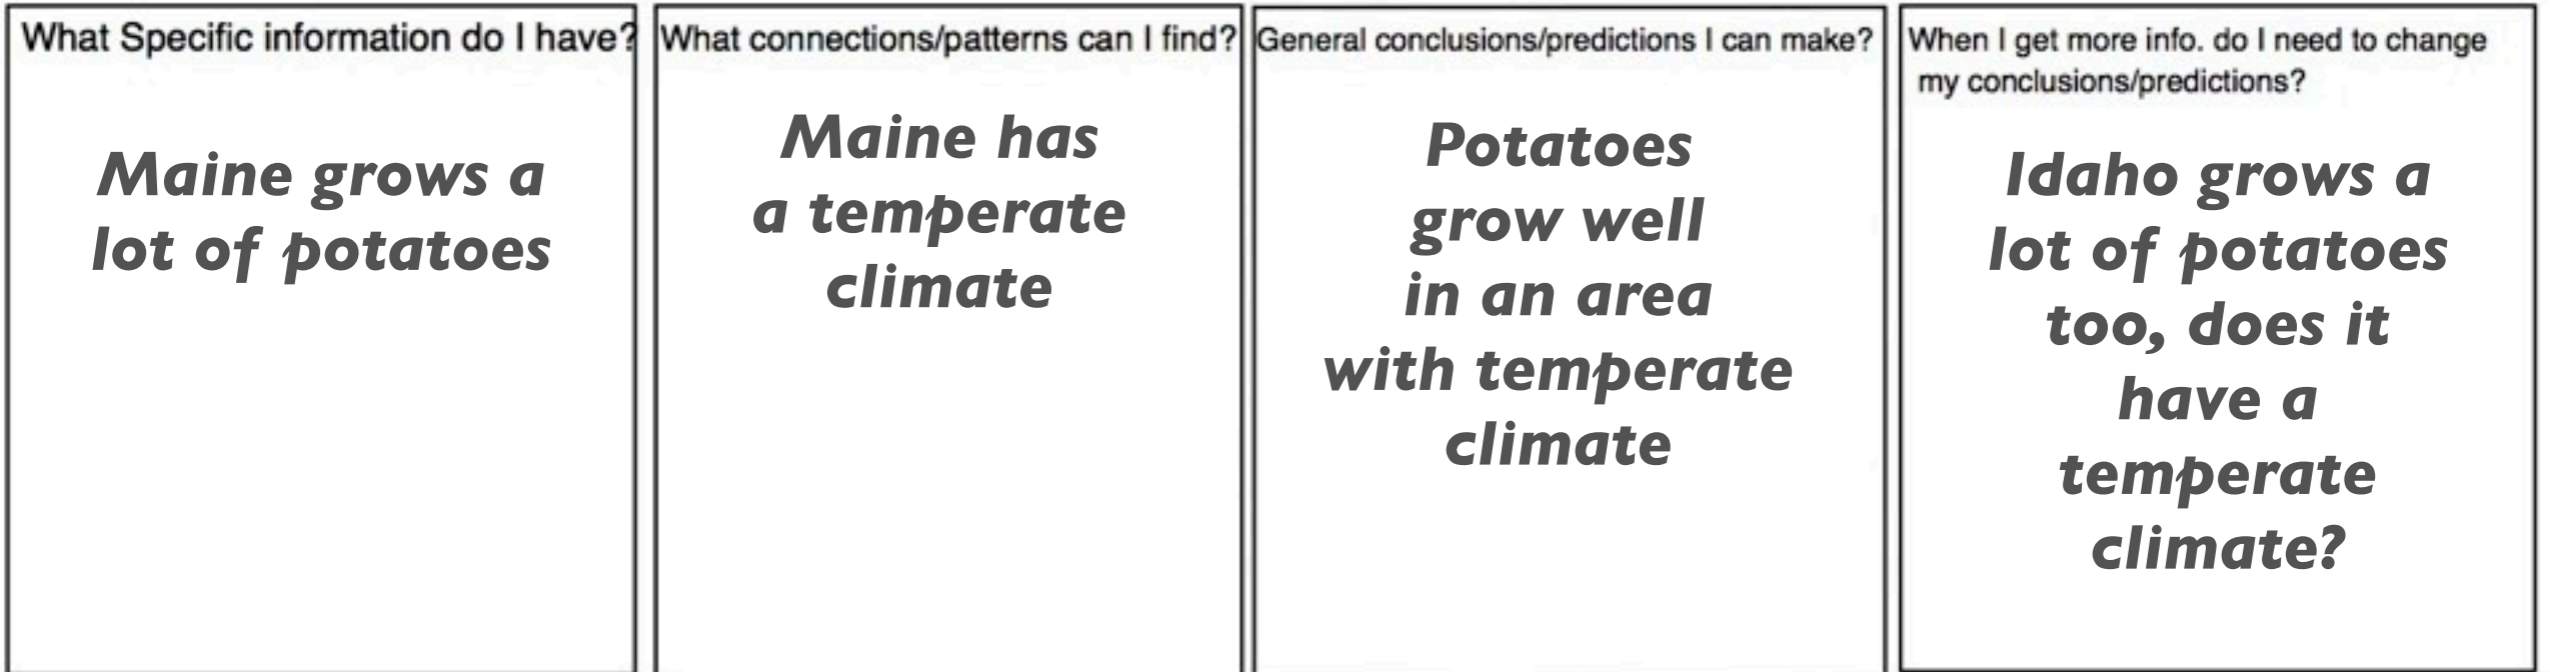 What Specific information do I have?
Maine grows a
lot of potatoes
What connections/patterns can I find?
Maine has
a temperate
climate
General conclusions/predictions I can make?
Potatoes
grow well
in an area
with temperate
climate
When I get more info. do I need to change
my conclusions/predictions?
Idaho grows a
lot of potatoes
too, does it
have a
temperate
climate?